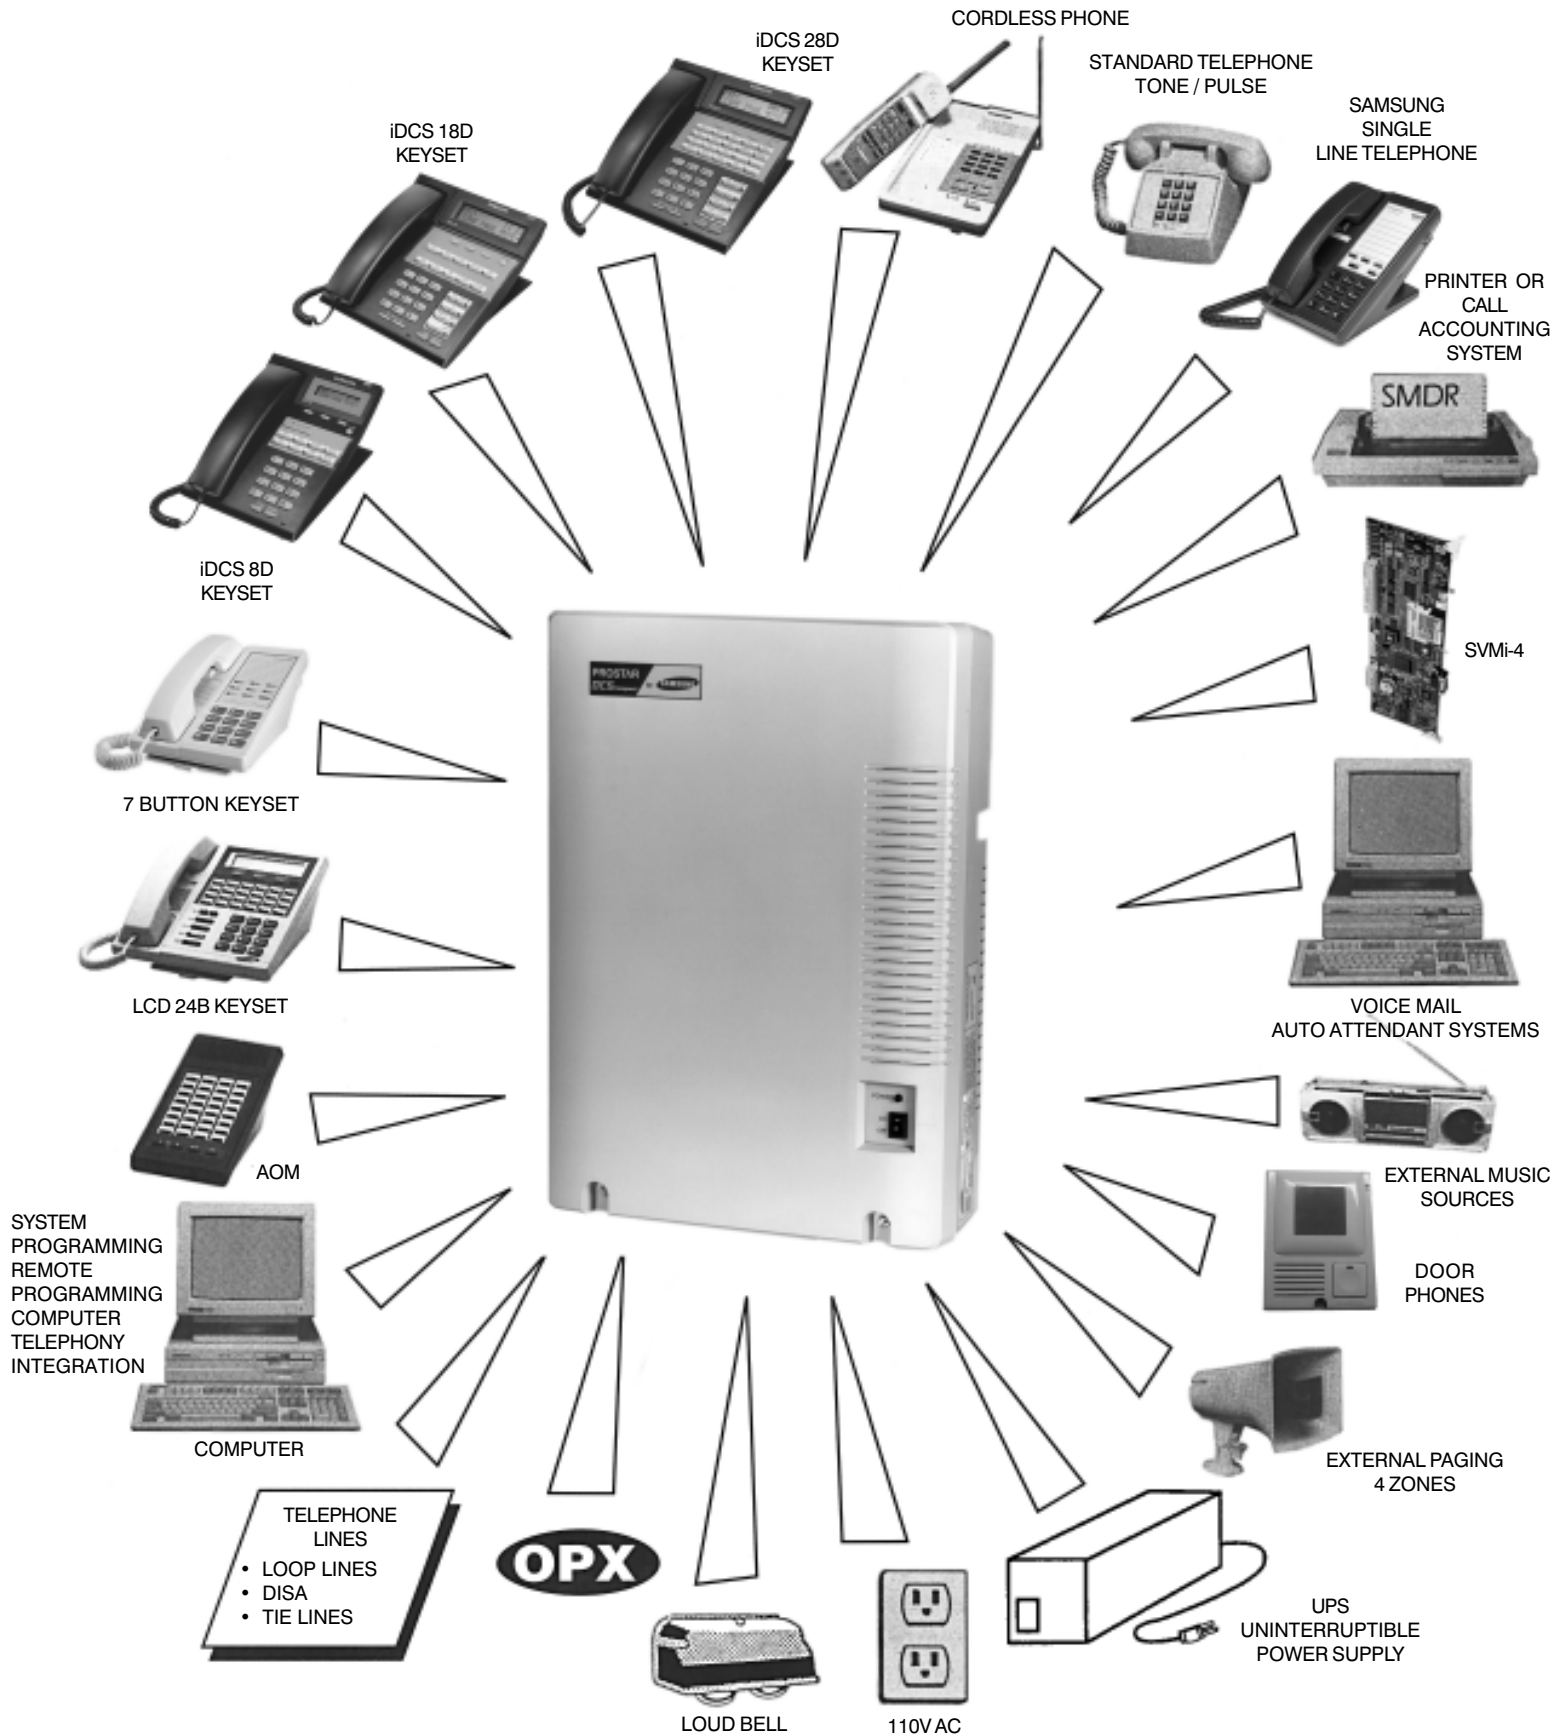 CORDLESS PHONE
iDCS 28D
KEYSET
STANDARD TELEPHONE
TONE / PULSE
SAMSUNG
SINGLE
LINE TELEPHONE
iDCS 18D
KEYSET
PRINTER OR
CALL
ACCOUNTING
SYSTEM
SMDR
iDCS 8D
KEYSET
SVMi-4
PROSTAR
SAMSUNG
7 BUTTON KEYSET
LCD 24B KEYSET
VOICE MAIL
AUTO ATTENDANT SYSTEMS
POWER
AOM
EXTERNAL MUSIC
SOURCES
SYSTEM
PROGRAMMING
REMOTE
PROGRAMMING
COMPUTER
TELEPHONY
INTEGRATION
DOOR
PHONES
COMPUTER
EXTERNAL PAGING
4 ZONES
TELEPHONE
LINES
• LOOP LINES
• DISA
• TIE LINES
OPX
UPS
UNINTERRUPTIBLE
POWER SUPPLY
LOUD BELL
110V AC